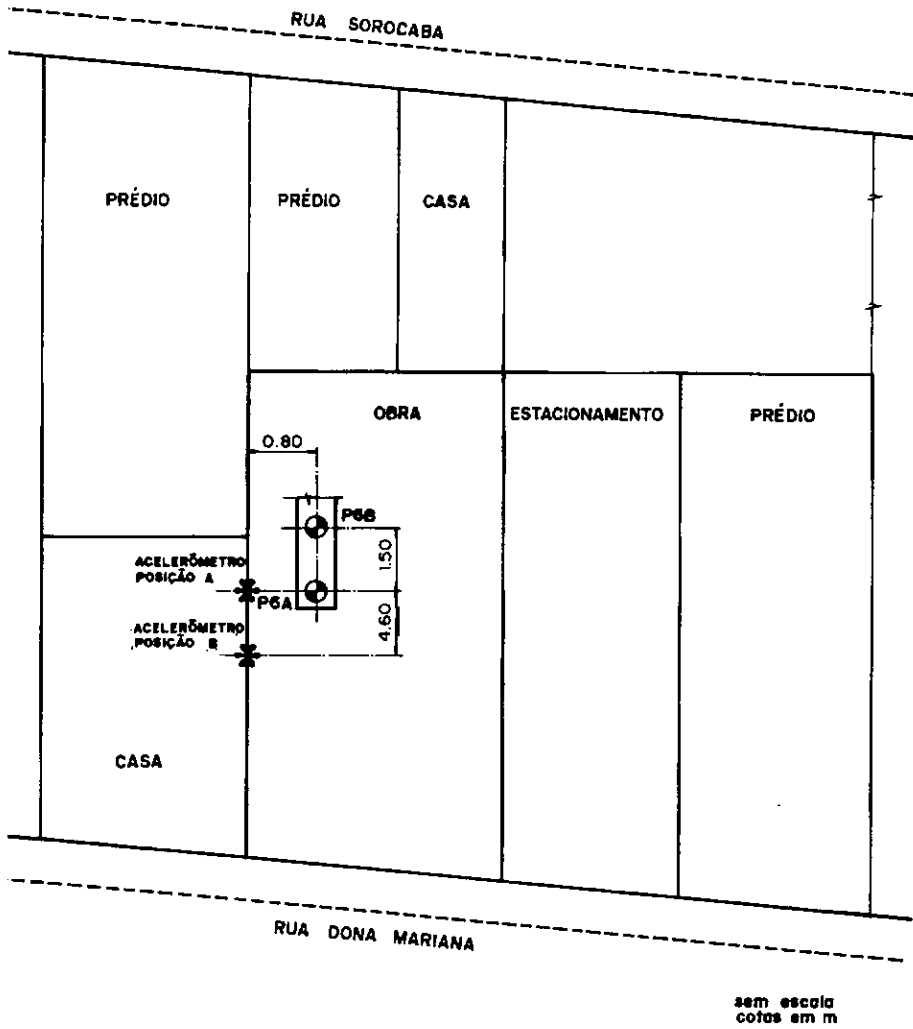 RUA SOROCABA
PRÉDIO
PRÉDIO
CASA
OBRA
ESTACIONAMENTO
PRÉDIO
0.80
P6B
1.50
ACELERÔMETRO
POSIÇÃO A
P6A
4.60
ACELERÔMETRO
POSIÇÃO B
CASA
RUA DONA MARIANA
sem escala
cotas em m